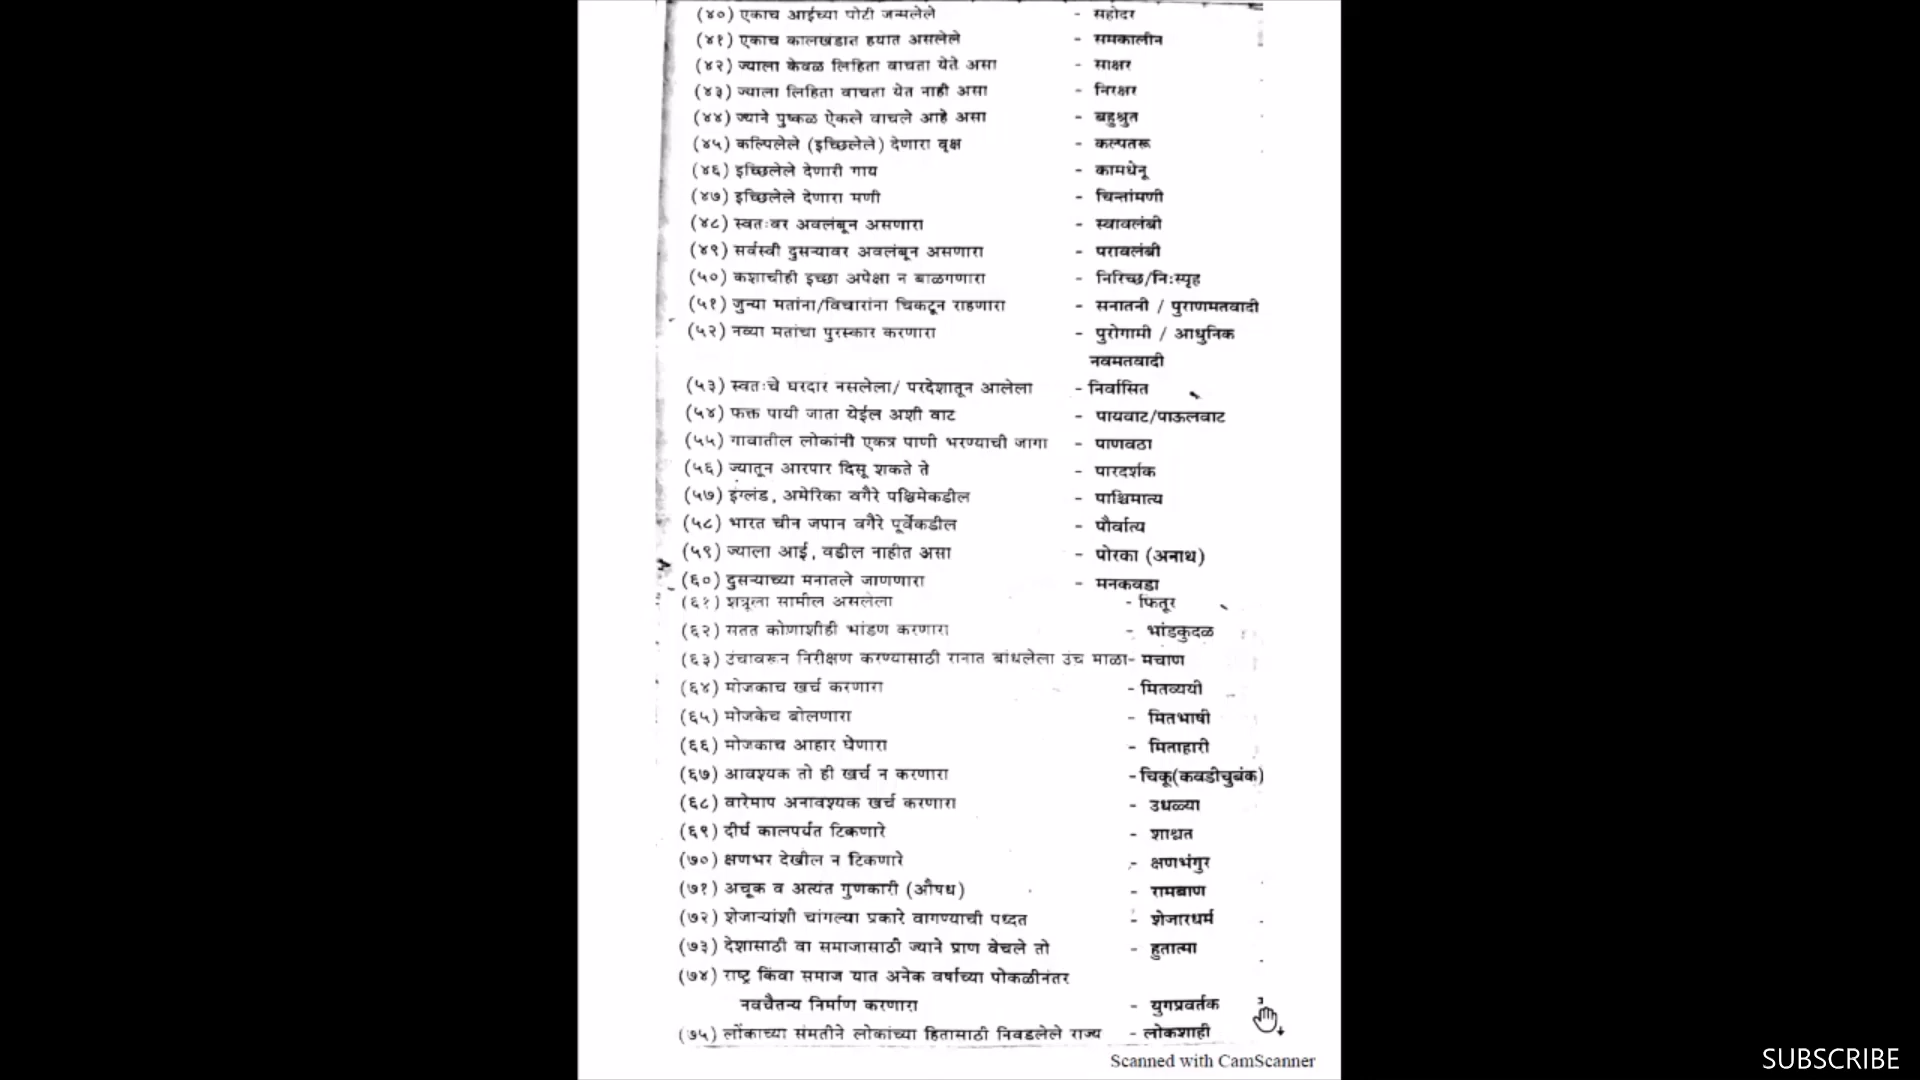 (४०) एकाच आईच्या पोटी जन्मलेले - सहोदर
(४१) एकाच कालखंडात हयात असलेले - समकालीन
(४२) ज्याला केवळ लिहिता वाचता येते असा - साक्षर
(४३) ज्याला लिहिता वाचता येत नाही असा - निरक्षर
(४४) ज्याने पुष्कळ ऐकले वाचले आहे असा - बहुश्रुत
(४५) कल्पिलेले (इच्छिलेले) देणारा वृक्ष - कल्पतरू
(४६) इच्छिलेले देणारी गाय - कामधेनू
(४७) इच्छिलेले देणारा मणी - चिन्तांमणी
(४८) स्वतःवर अवलंबून असणारा - स्वावलंबी
(४९) सर्वस्वी दुसऱ्यावर अवलंबून असणारा - परावलंबी
(५०) कशाचीही इच्छा अपेक्षा न बाळगणारा - निरिच्छ/निःस्पृह
(५१) जुन्या मतांना/विचारांना चिकटून राहणारा - सनातनी / पुराणमतवादी
(५२) नव्या मतांचा पुरस्कार करणारा - पुरोगामी / आधुनिक
नवमतवादी
(५३) स्वतःचे घरदार नसलेला/ परदेशातून आलेला - निर्वासित
(५४) फक्त पायी जाता येईल अशी वाट - पायवाट/पाऊलवाट
(५५) गावातील लोकांनी एकत्र पाणी भरण्याची जागा - पाणवठा
(५६) ज्यातून आरपार दिसू शकते ते - पारदर्शक
(५७) इंग्लंड, अमेरिका वगैरे पश्चिमेकडील - पाश्चिमात्य
(५८) भारत चीन जपान वगैरे पूर्वेकडील - पौर्वात्य
(५९) ज्याला आई, वडील नाहीत असा - पोरका (अनाथ)
(६०) दुसऱ्याच्या मनातले जाणणारा - मनकवडा
(६१) शत्रूला सामील असलेला - फितूर
(६२) सतत कोणाशीही भांडण करणारा - भांडकुदळ
(६३) उंचावरून निरीक्षण करण्यासाठी रानात बांधलेला उंच माळा- मचाण
(६४) मोजकाच खर्च करणारा - मितव्ययी
(६५) मोजकेच बोलणारा - मितभाषी
(६६) मोजकाच आहार घेणारा - मिताहारी
(६७) आवश्यक तो ही खर्च न करणारा -चिकू(कवडीचुबंक)
(६८) वारेमाप अनावश्यक खर्च करणारा - उधळ्या
(६९) दीर्घ कालपर्यंत टिकणारे - शाश्वत
(७०) क्षणभर देखील न टिकणारे - क्षणभंगुर
(७१) अचूक व अत्यंत गुणकारी (औषध) - रामबाण
(७२) शेजाऱ्यांशी चांगल्या प्रकारे वागण्याची पध्दत - शेजारधर्म
(७३) देशासाठी वा समाजासाठी ज्याने प्राण वेचले तो - हुतात्मा
(७४) राष्ट्र किंवा समाज यात अनेक वर्षाच्या पोकळीनंतर
नवचैतन्य निर्माण करणारा - युगप्रवर्तक
(७५) लोकाच्या संमतीने लोकांच्या हितासाठी निवडलेले राज्य - लोकशाही
Scanned with CamScanner
SUBSCRIBE